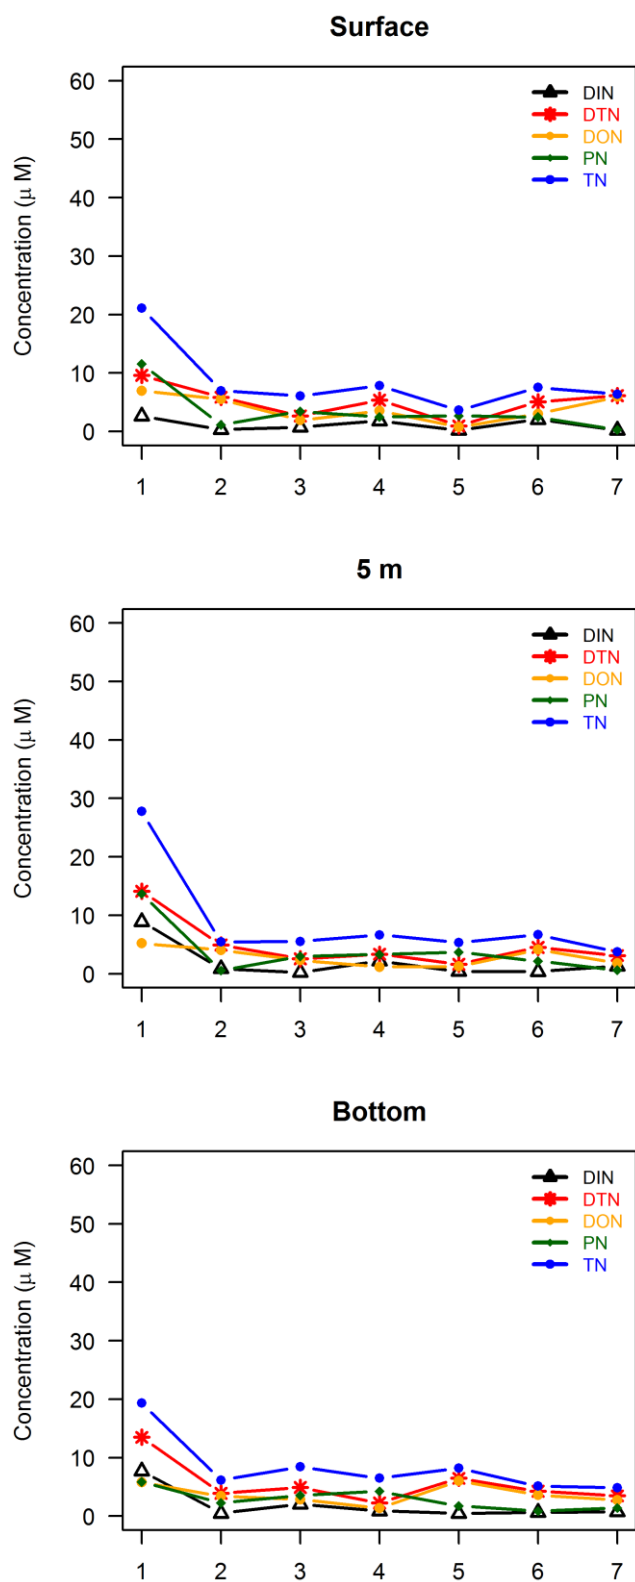 Surface
Concentration (μ M)
60
50
40
30
20
10
0
DIN
DTN
DON
PN
TN
1 2 3 4 5 6 7
5 m
Concentration (μ M)
60
50
40
30
20
10
0
DIN
DTN
DON
PN
TN
1 2 3 4 5 6 7
Bottom
Concentration (μ M)
60
50
40
30
20
10
0
DIN
DTN
DON
PN
TN
1 2 3 4 5 6 7